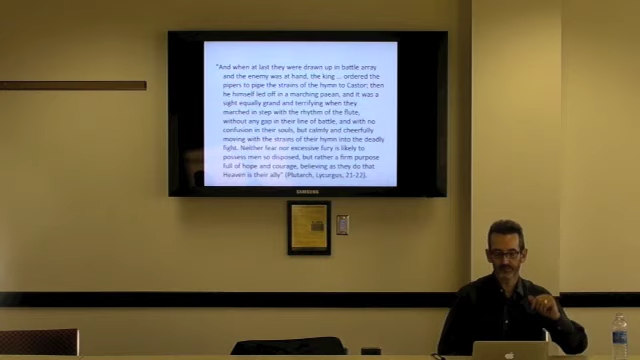 "And when at last they were drawn up in battle array
and the enemy was at hand, the king ... ordered the
pipers to pipe the strains of the hymn to Castor; then
he himself led off in a marching paean, and it was a
sight equally grand and terrifying when they
marched in step with the rhythm of the flute,
without any gap in their line of battle, and with no
confusion in their souls, but calmly and cheerfully
moving with the strains of their hymn into the deadly
fight. Neither fear nor excessive fury is likely to
possess men so disposed, but rather a firm purpose
full of hope and courage, believing as they do that
Heaven is their ally" (Plutarch, Lycurgus, 21-22).
SAMSUNG